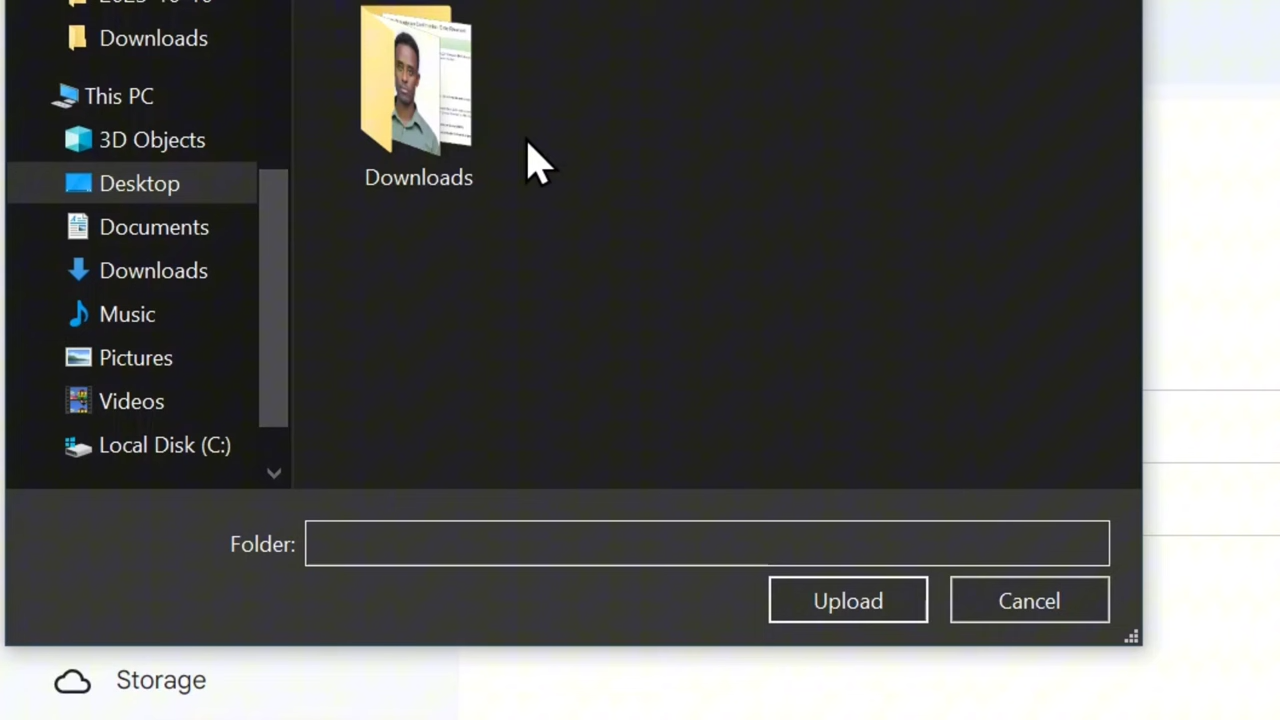 Downloads
This PC
3D Objects
Desktop
Documents
Downloads
Music
Pictures
Videos
Local Disk (C:)
Downloads
Folder:
Upload
Cancel
Storage